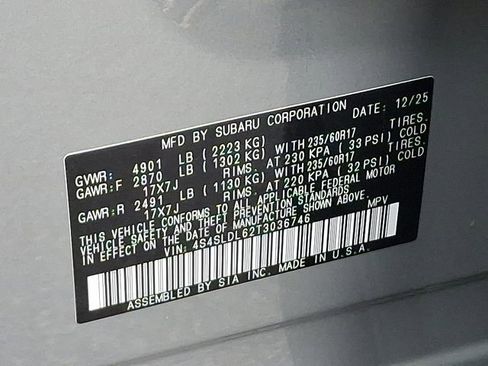 MFD BY SUBARU CORPORATION DATE: 12/25
GVWR: 4901 LB ( 2223 KG)
GAWR:F 2870 LB ( 1302 KG) WITH 235/60R17 TIRES.
17X7J RIMS. AT 230 KPA ( 33 PSI) COLD
GAWR:R 2491 LB ( 1130 KG) WITH 235/60R17 TIRES.
17X7J RIMS. AT 220 KPA ( 32 PSI) COLD
THIS VEHICLE CONFORMS TO ALL APPLICABLE FEDERAL MOTOR
VEHICLE SAFETY, BUMPER, AND THEFT PREVENTION STANDARDS
IN EFFECT ON THE DATE OF MANUFACTURE SHOWN ABOVE.
VIN: 4S4SLDL62T3036746 MPV
ASSEMBLED BY SIA INC. MADE IN U.S.A.